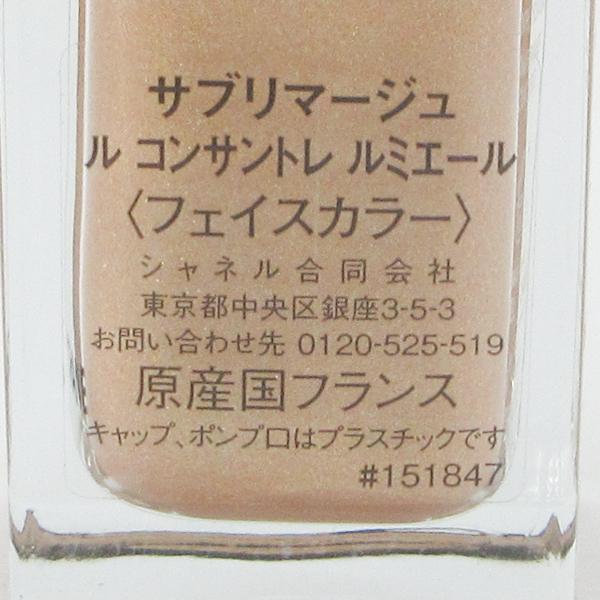 サブリマージュ
ル コンサントレ ルミエール
〈フェイスカラー〉
シャネル合同会社
東京都中央区銀座3-5-3
お問い合わせ先 0120-525-519
原産国フランス
キャップ、ポンプ口はプラスチックです
#151847